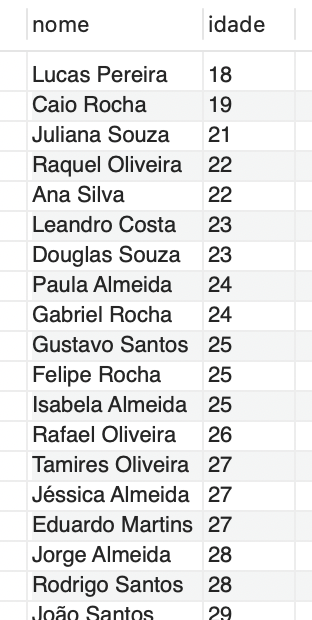 nome idade
Lucas Pereira 18
Caio Rocha 19
Juliana Souza 21
Raquel Oliveira 22
Ana Silva 22
Leandro Costa 23
Douglas Souza 23
Paula Almeida 24
Gabriel Rocha 24
Gustavo Santos 25
Felipe Rocha 25
Isabela Almeida 25
Rafael Oliveira 26
Tamires Oliveira 27
Jéssica Almeida 27
Eduardo Martins 27
Jorge Almeida 28
Rodrigo Santos 28
João Santos 29